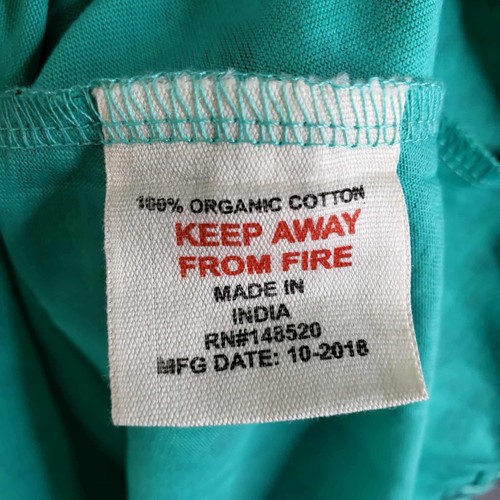 100% ORGANIC COTTON
KEEP AWAY
FROM FIRE
MADE IN
INDIA
RN#148520
MFG DATE: 10-2018